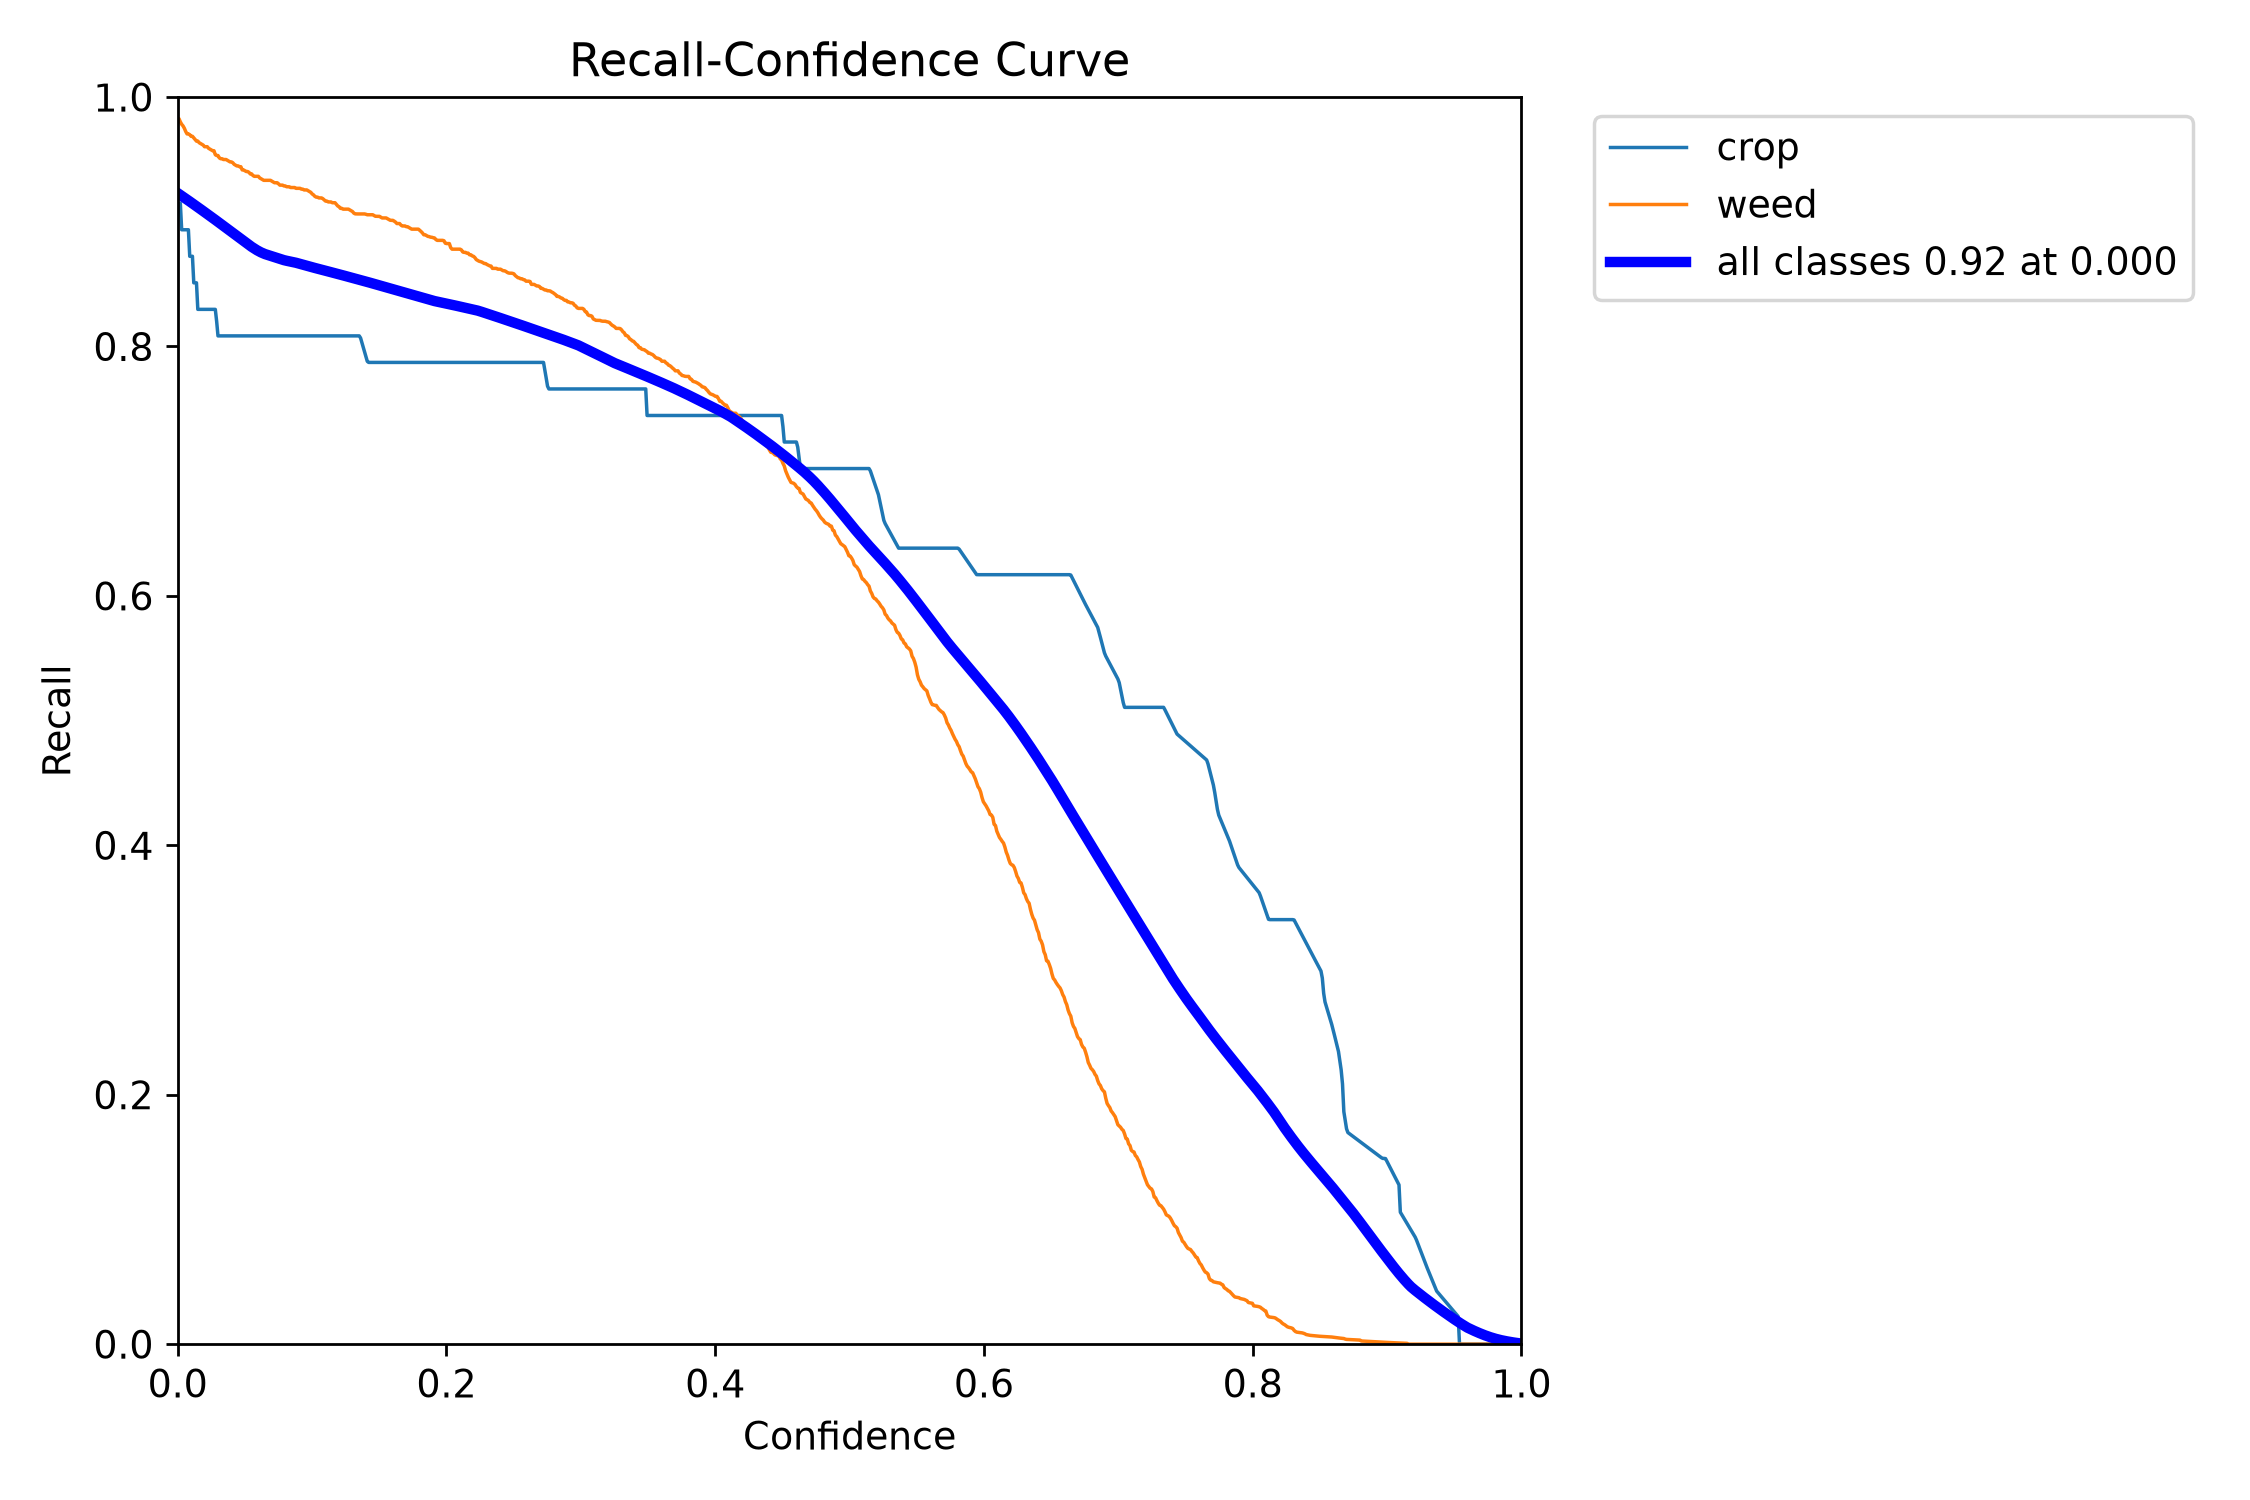 Recall-Confidence Curve
1.0
0.8
0.6
0.4
0.2
0.0
Recall
0.0 0.2 0.4 0.6 0.8 1.0
Confidence
crop
weed
all classes 0.92 at 0.000